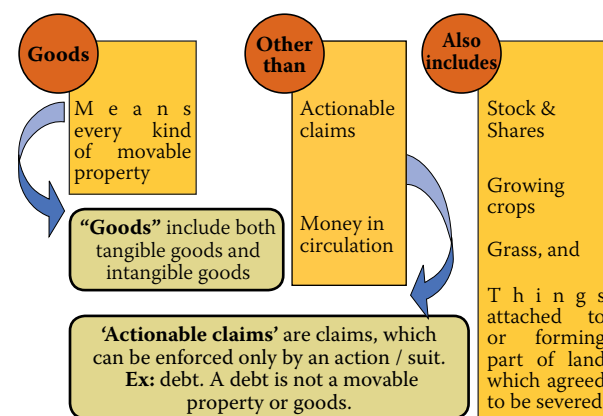 Goods
Means
every kind
of movable
property
“Goods” include both
tangible goods and
intangible goods
Other
than
Actionable
claims
Money in
circulation
‘Actionable claims’ are claims, which
can be enforced only by an action / suit.
Ex: debt. A debt is not a movable
property or goods.
Also
includes
Stock &
Shares
Growing
crops
Grass, and
Things
attached to
or forming
part of land
which agreed
to be severed